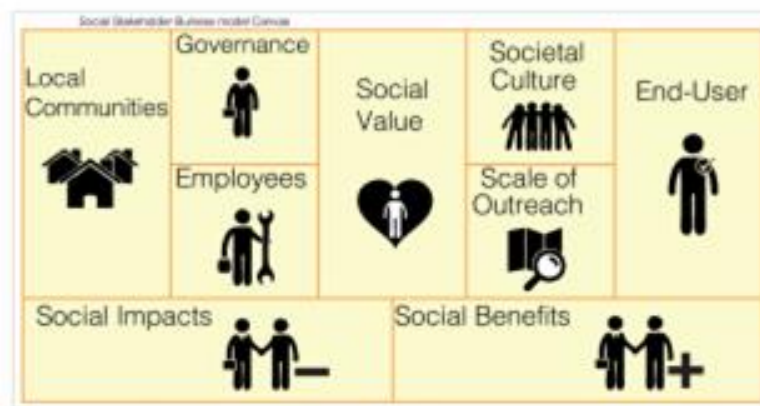 Social Stakeholder Business model Canvas
Local
Communities
Governance
Employees
Social
Value
Societal
Culture
Scale of
Outreach
End-User
Social Impacts
Social Benefits